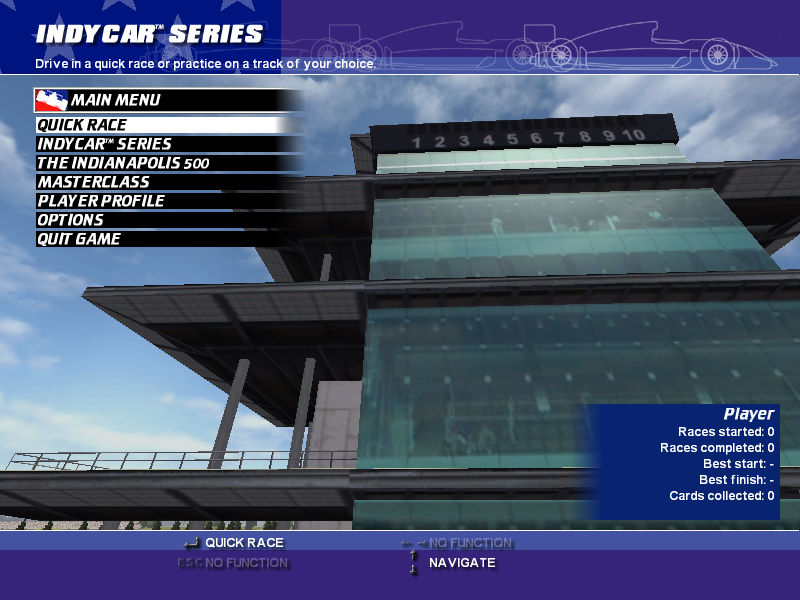 INDYCAR™ SERIES
Drive in a quick race or practice on a track of your choice.
MAIN MENU
QUICK RACE
INDYCAR™ SERIES
THE INDIANAPOLIS 500
MASTERCLASS
PLAYER PROFILE
OPTIONS
QUIT GAME
1 2 3 4 5 6 7 8 9 10
Player
Races started: 0
Races completed: 0
Best start: -
Best finish: -
Cards collected: 0
QUICK RACE
NO FUNCTION
ESC NO FUNCTION
NAVIGATE